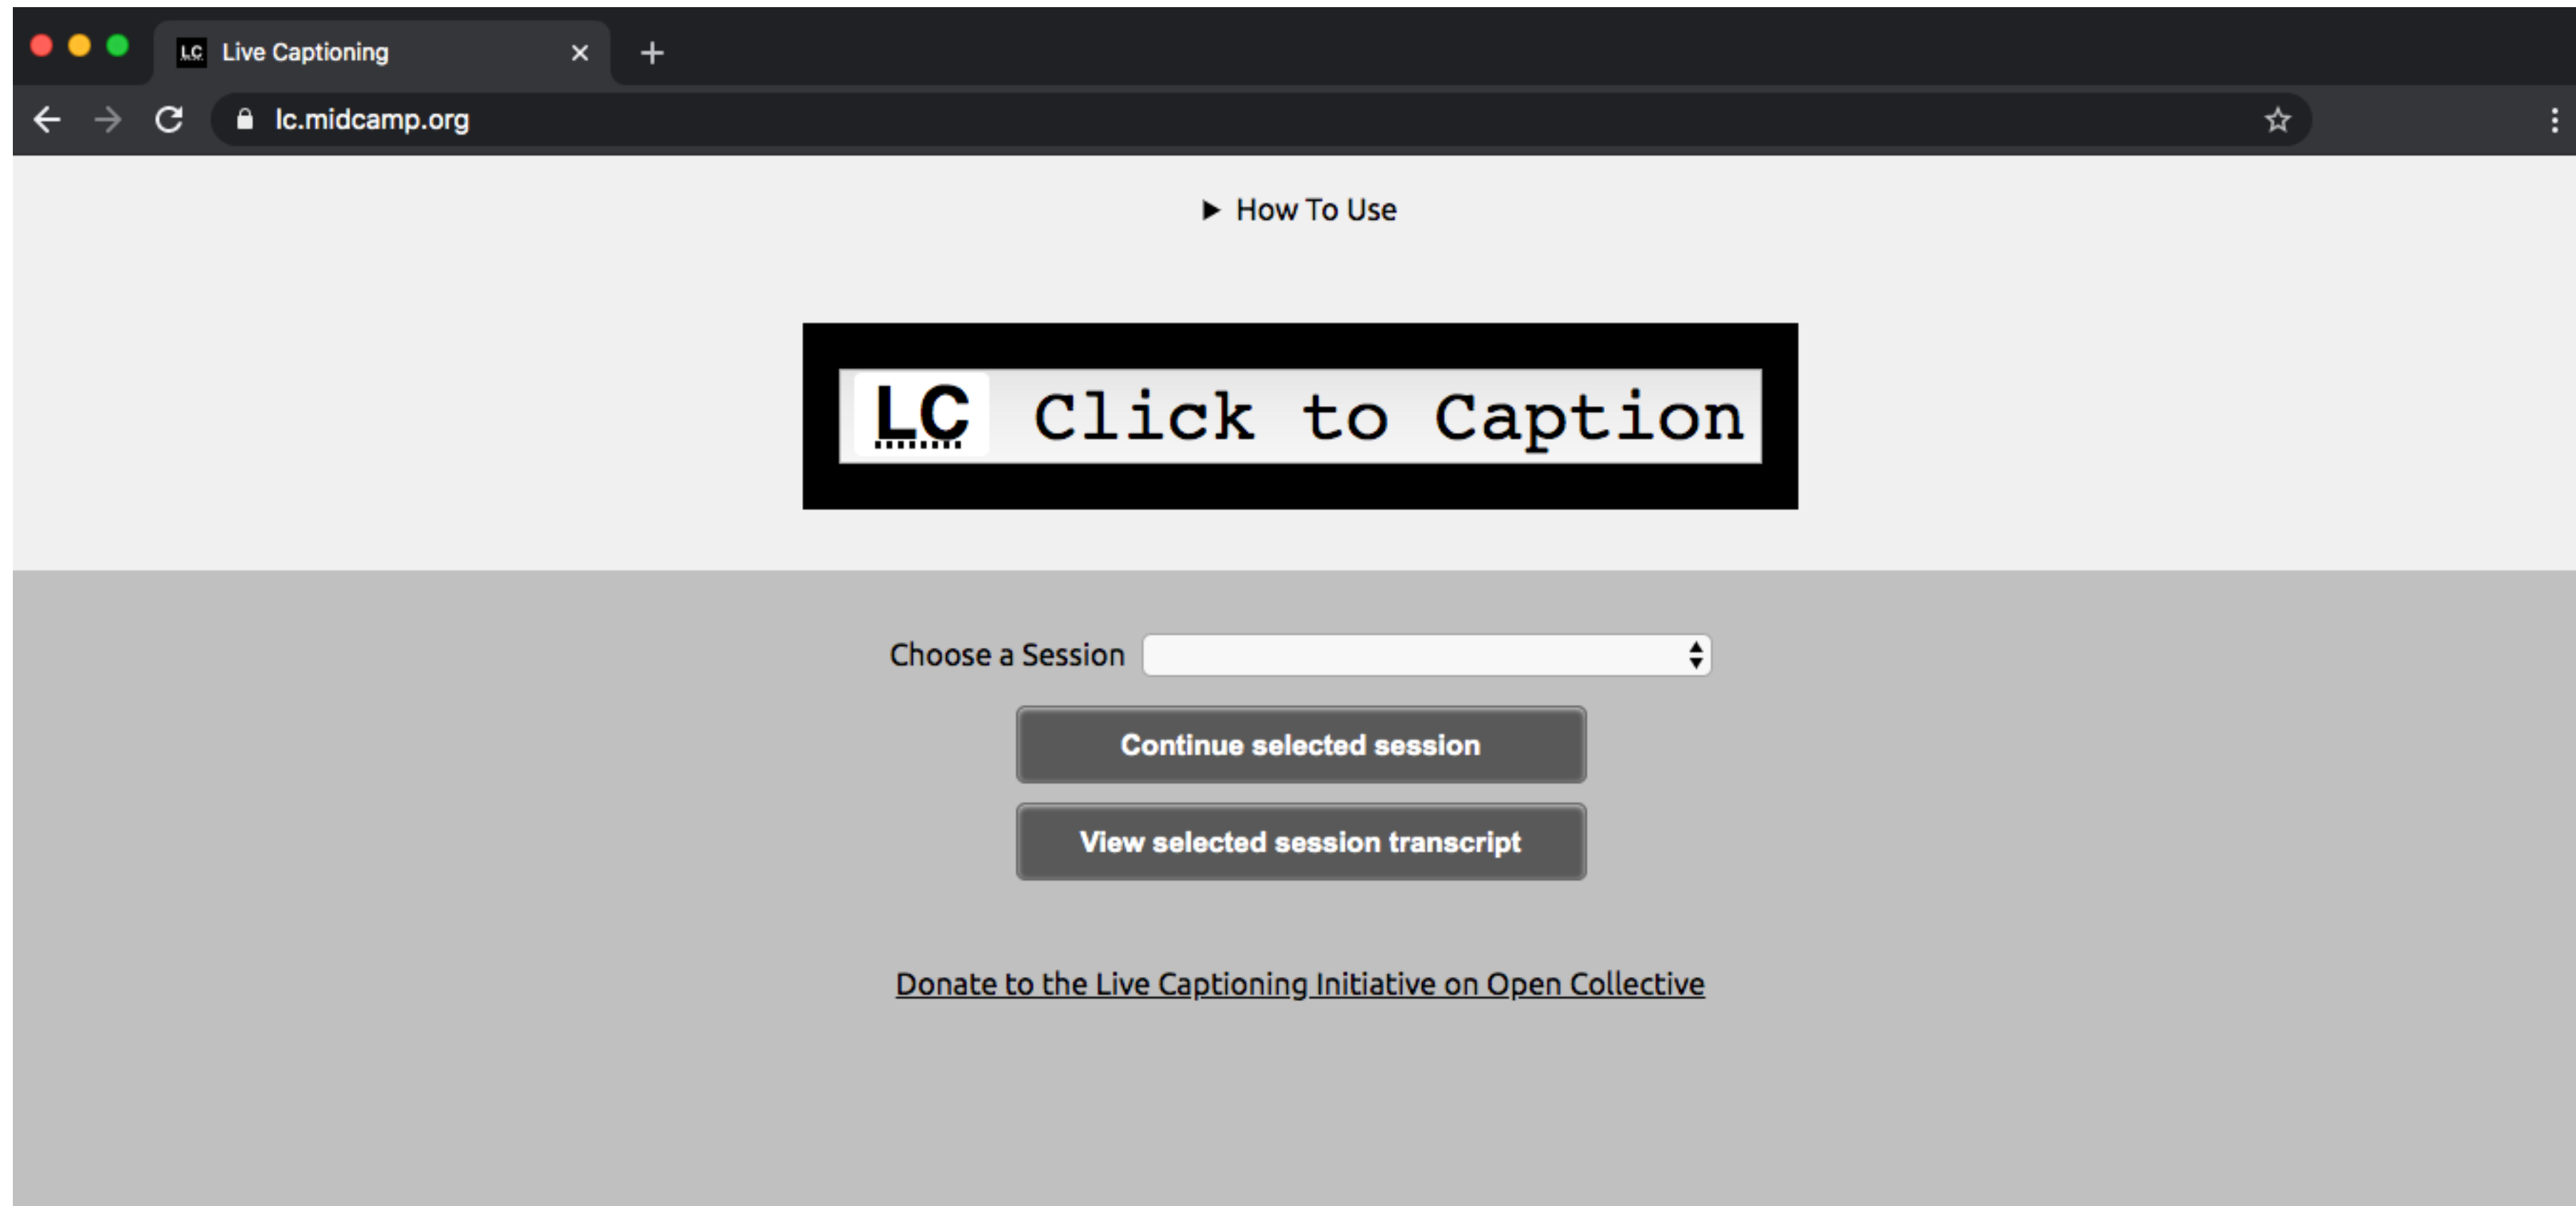 LC Live Captioning
lc.midcamp.org
How To Use
LC Click to Caption
Choose a Session
Continue selected session
View selected session transcript
Donate to the Live Captioning Initiative on Open Collective